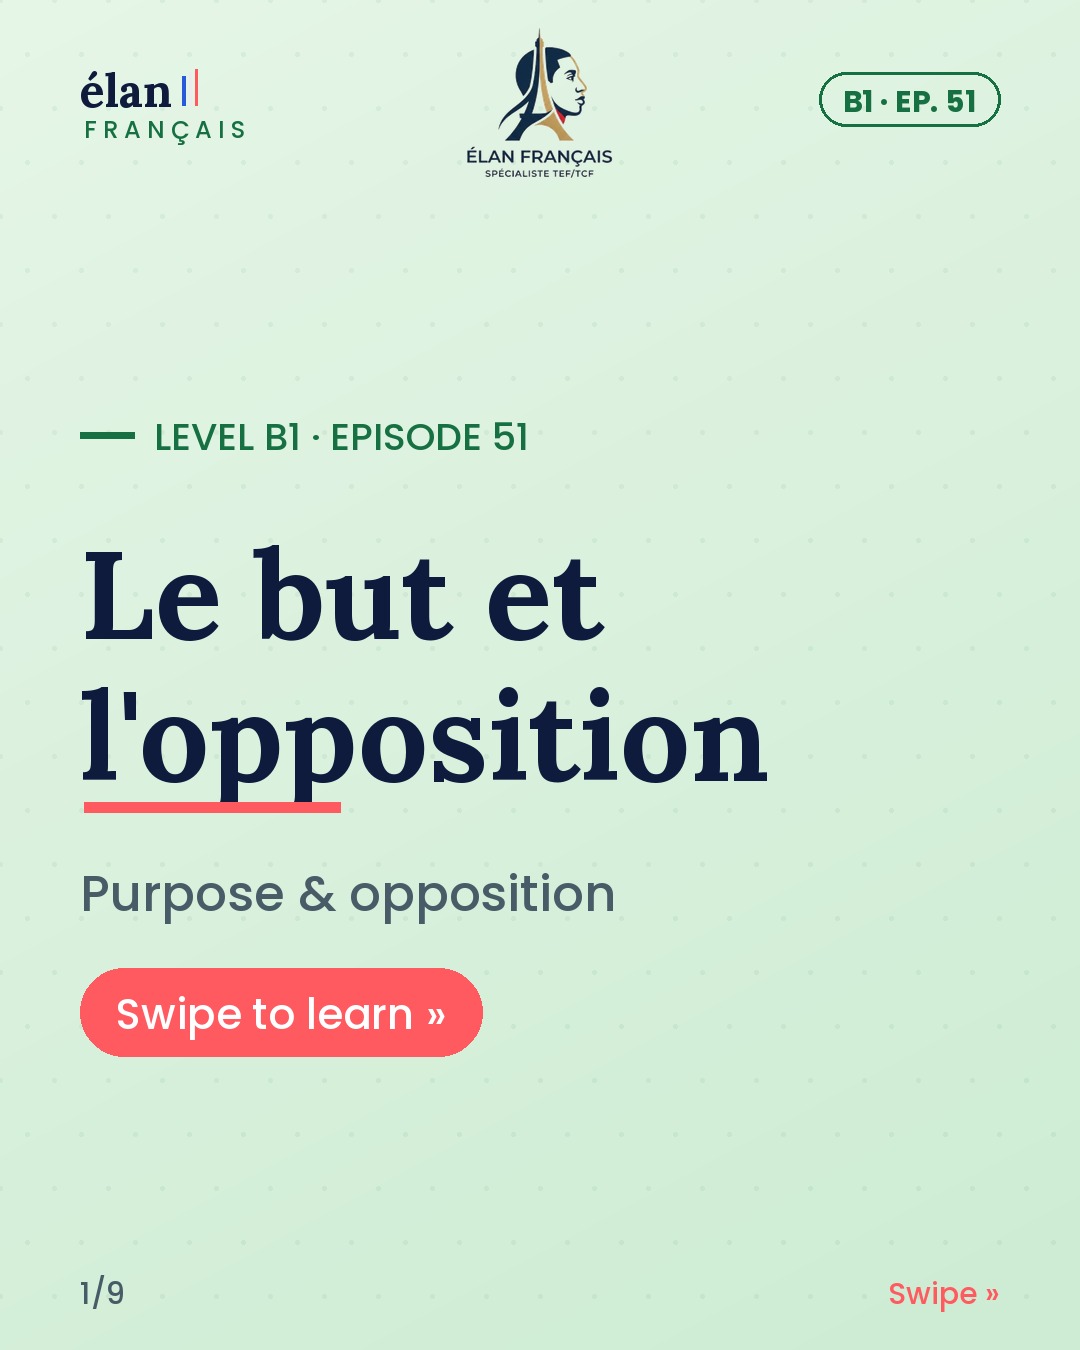 élan
FRANÇAIS
ÉLAN FRANÇAIS
SPÉCIALISTE TEF/TCF
B1 · EP. 51
LEVEL B1 · EPISODE 51
Le but et
l'opposition
Purpose & opposition
Swipe to learn »
1/9
Swipe »